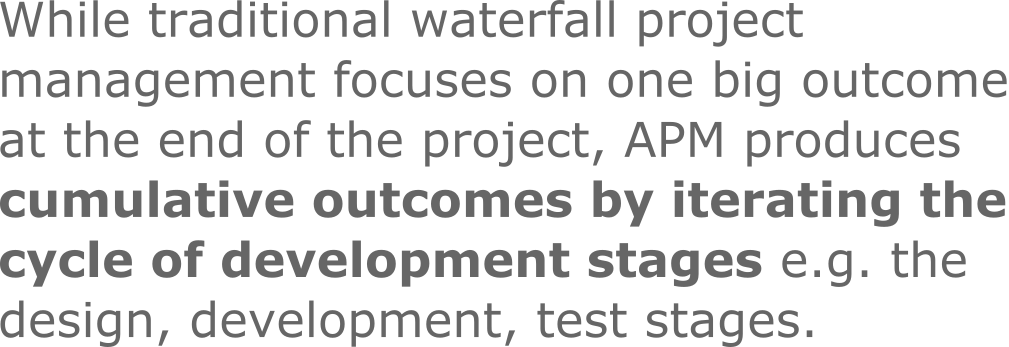 While traditional waterfall project
management focuses on one big outcome
at the end of the project, APM produces
cumulative outcomes by iterating the
cycle of development stages e.g. the
design, development, test stages.